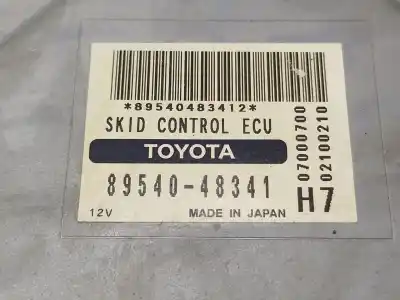 *89540483412*
SKID CONTROL ECU
TOYOTA
89540-48341
12V
MADE IN JAPAN
H7
07000700
02100210